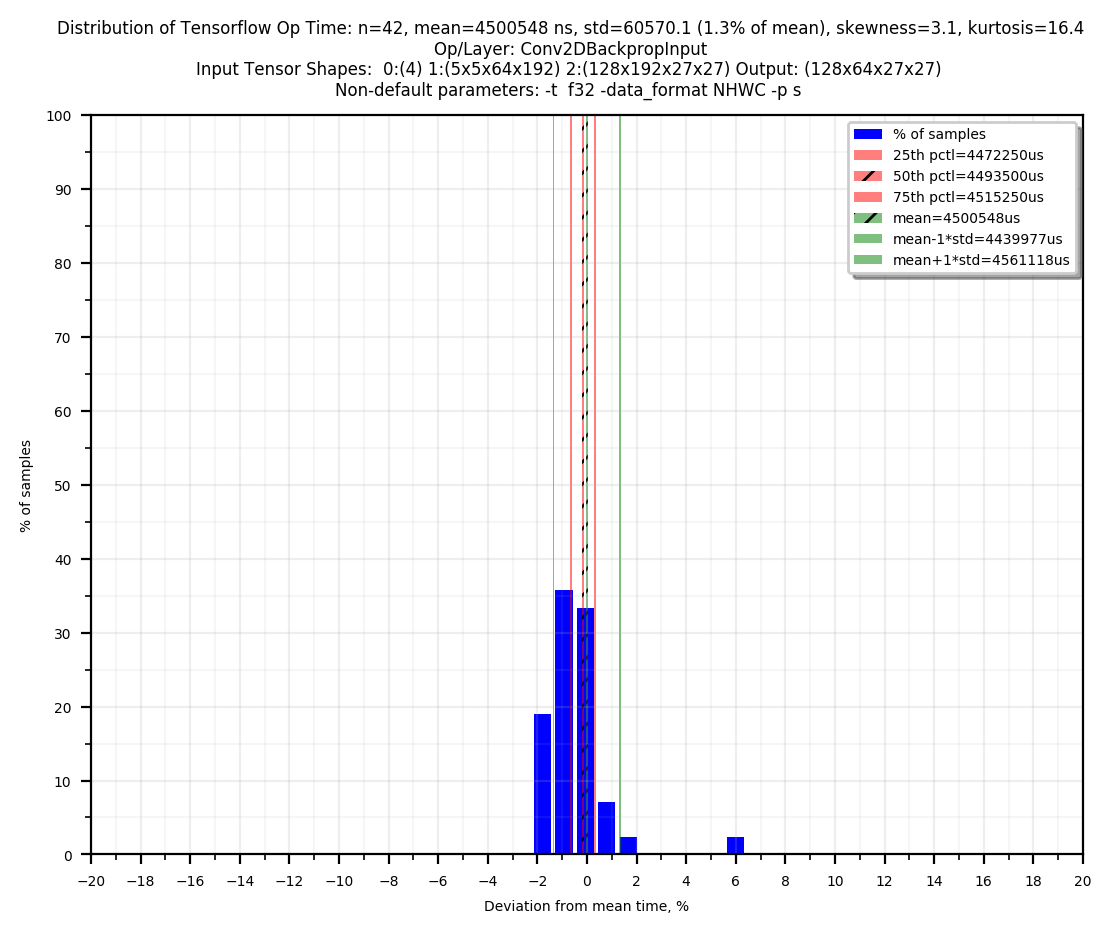 Distribution of Tensorflow Op Time: n=42, mean=4500548 ns, std=60570.1 (1.3% of mean), skewness=3.1, kurtosis=16.4
Op/Layer: Conv2DBackpropInput
Input Tensor Shapes:  0:(4) 1:(5x5x64x192) 2:(128x192x27x27) Output: (128x64x27x27)
Non-default parameters: -t  f32 -data_format NHWC -p s
% of samples
25th pctl=4472250us
50th pctl=4493500us
75th pctl=4515250us
mean=4500548us
mean-1*std=4439977us
mean+1*std=4561118us
100
90
80
70
60
50
40
30
20
10
0
% of samples
−20 −18 −16 −14 −12 −10 −8 −6 −4 −2 0 2 4 6 8 10 12 14 16 18 20
Deviation from mean time, %